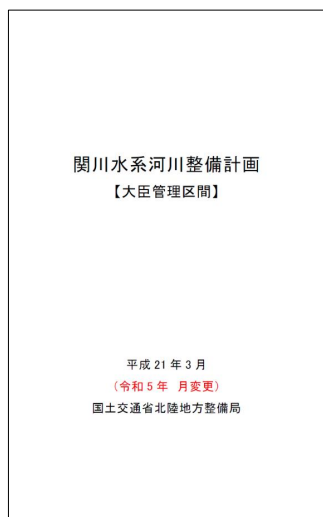 関川水系河川整備計画
【大臣管理区間】
平成 21 年 3 月
（令和 5 年　月変更）
国土交通省北陸地方整備局